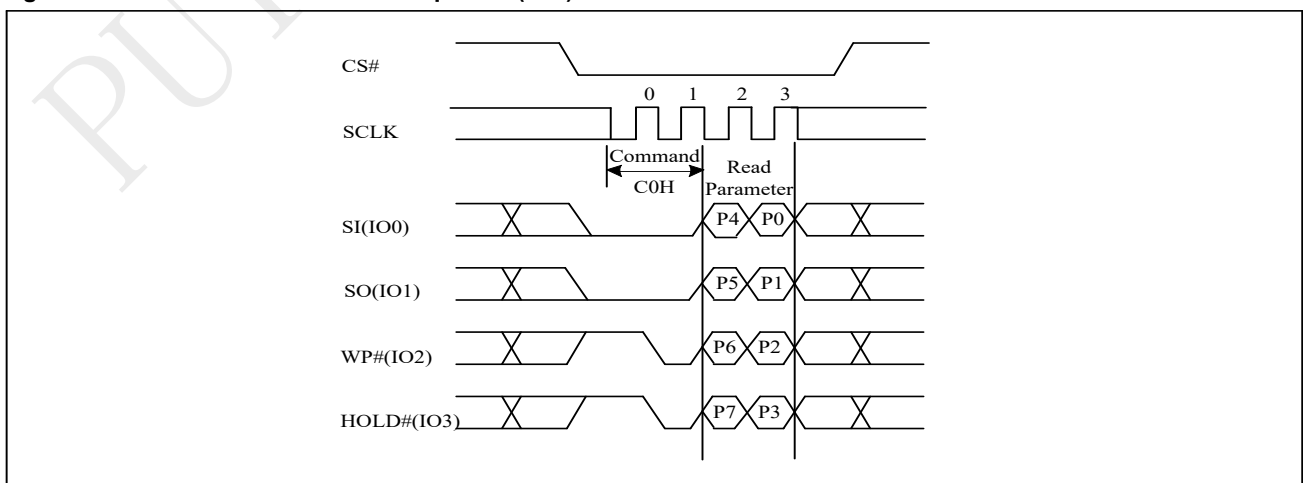 CS#
0 1 2 3
SCLK
Command
C0H
Read
Parameter
SI(IO0)
P4 P0
SO(IO1)
P5 P1
WP#(IO2)
P6 P2
HOLD#(IO3)
P7 P3